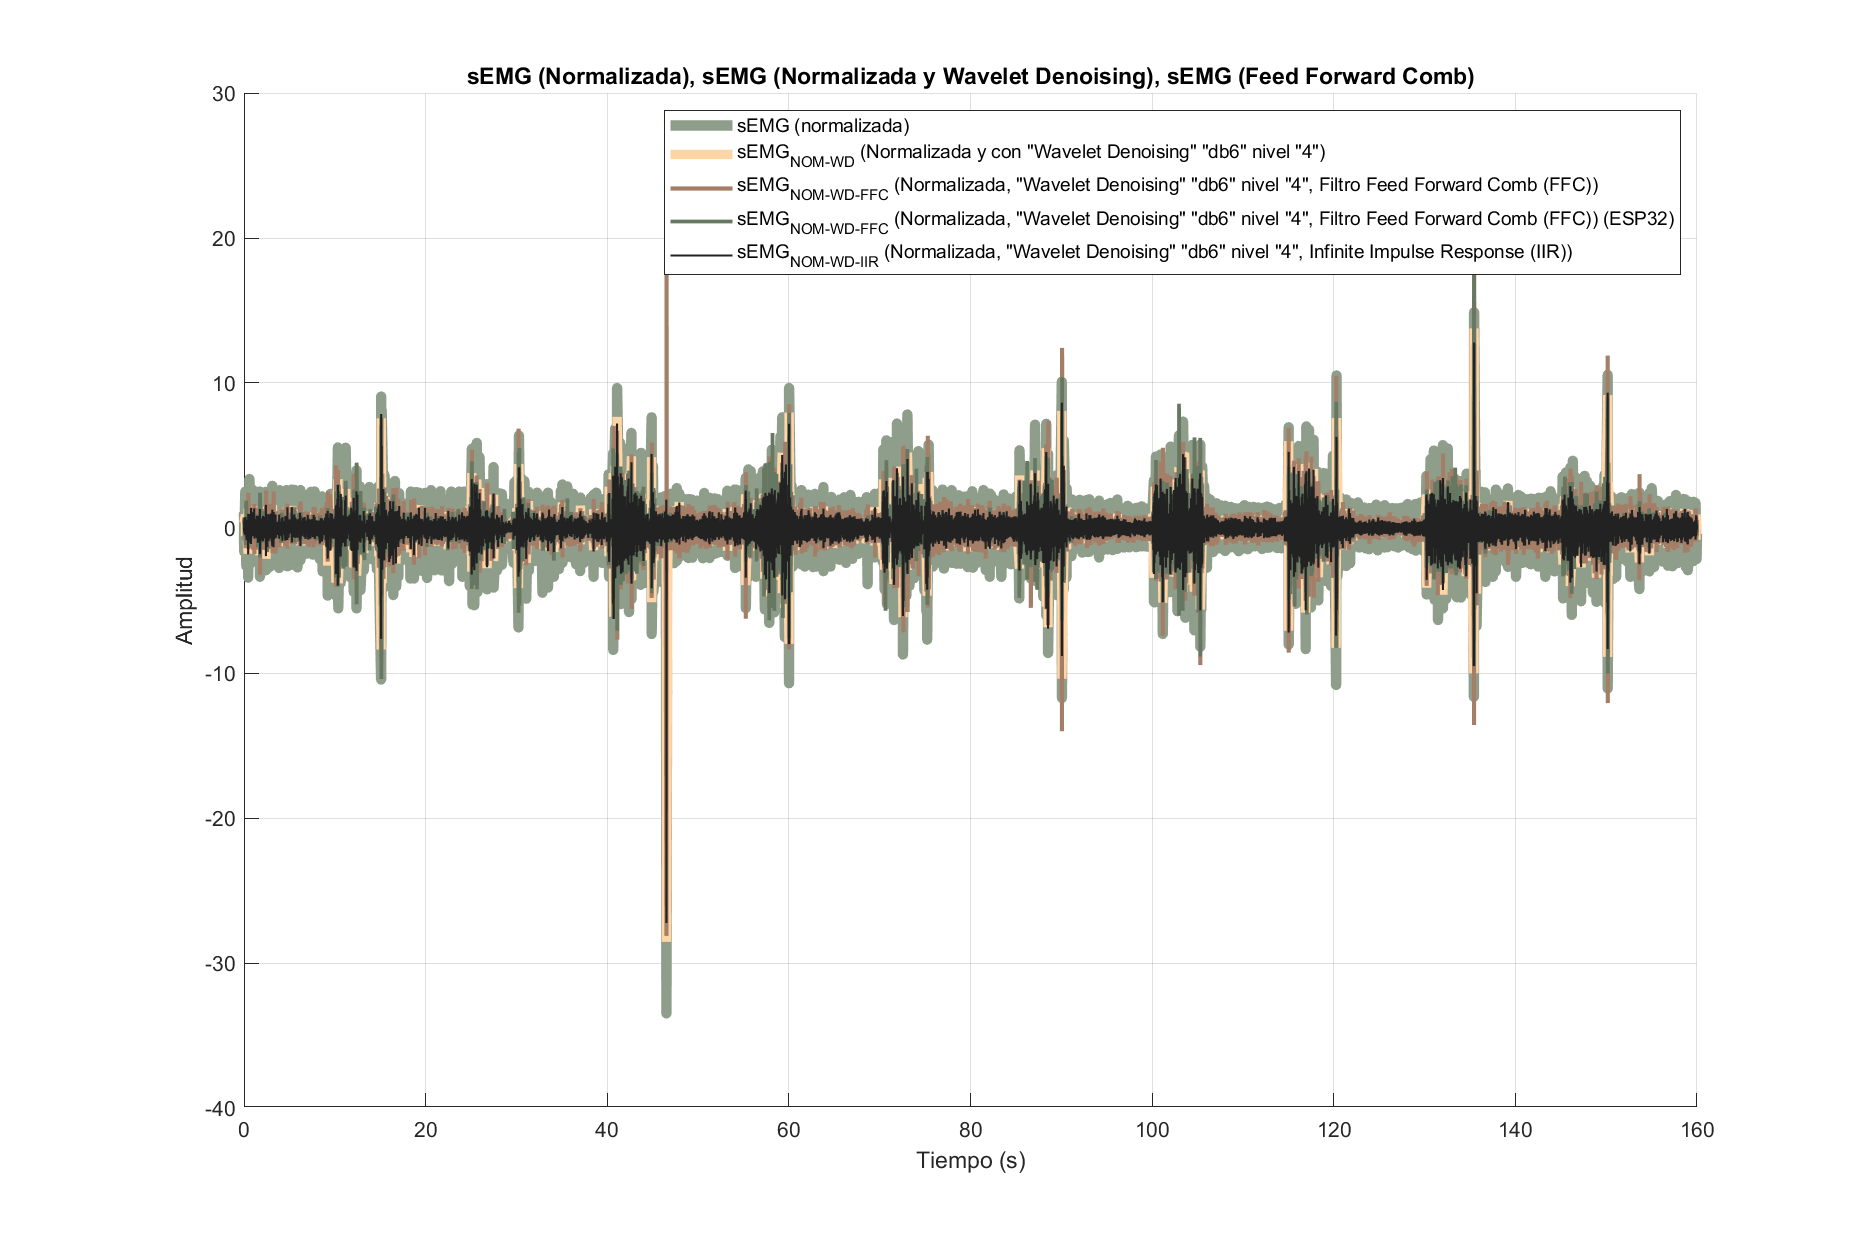 sEMG (Normalizada), sEMG (Normalizada y Wavelet Denoising), sEMG (Feed Forward Comb)
sEMG (normalizada)
sEMG_NOM-WD (Normalizada y con "Wavelet Denoising" "db6" nivel "4")
sEMG_NOM-WD-FFC (Normalizada, "Wavelet Denoising" "db6" nivel "4", Filtro Feed Forward Comb (FFC))
sEMG_NOM-WD-FFC (Normalizada, "Wavelet Denoising" "db6" nivel "4", Filtro Feed Forward Comb (FFC)) (ESP32)
sEMG_NOM-WD-IIR (Normalizada, "Wavelet Denoising" "db6" nivel "4", Infinite Impulse Response (IIR))
Amplitud
30
20
10
0
-10
-20
-30
-40
0 20 40 60 80 100 120 140 160
Tiempo (s)